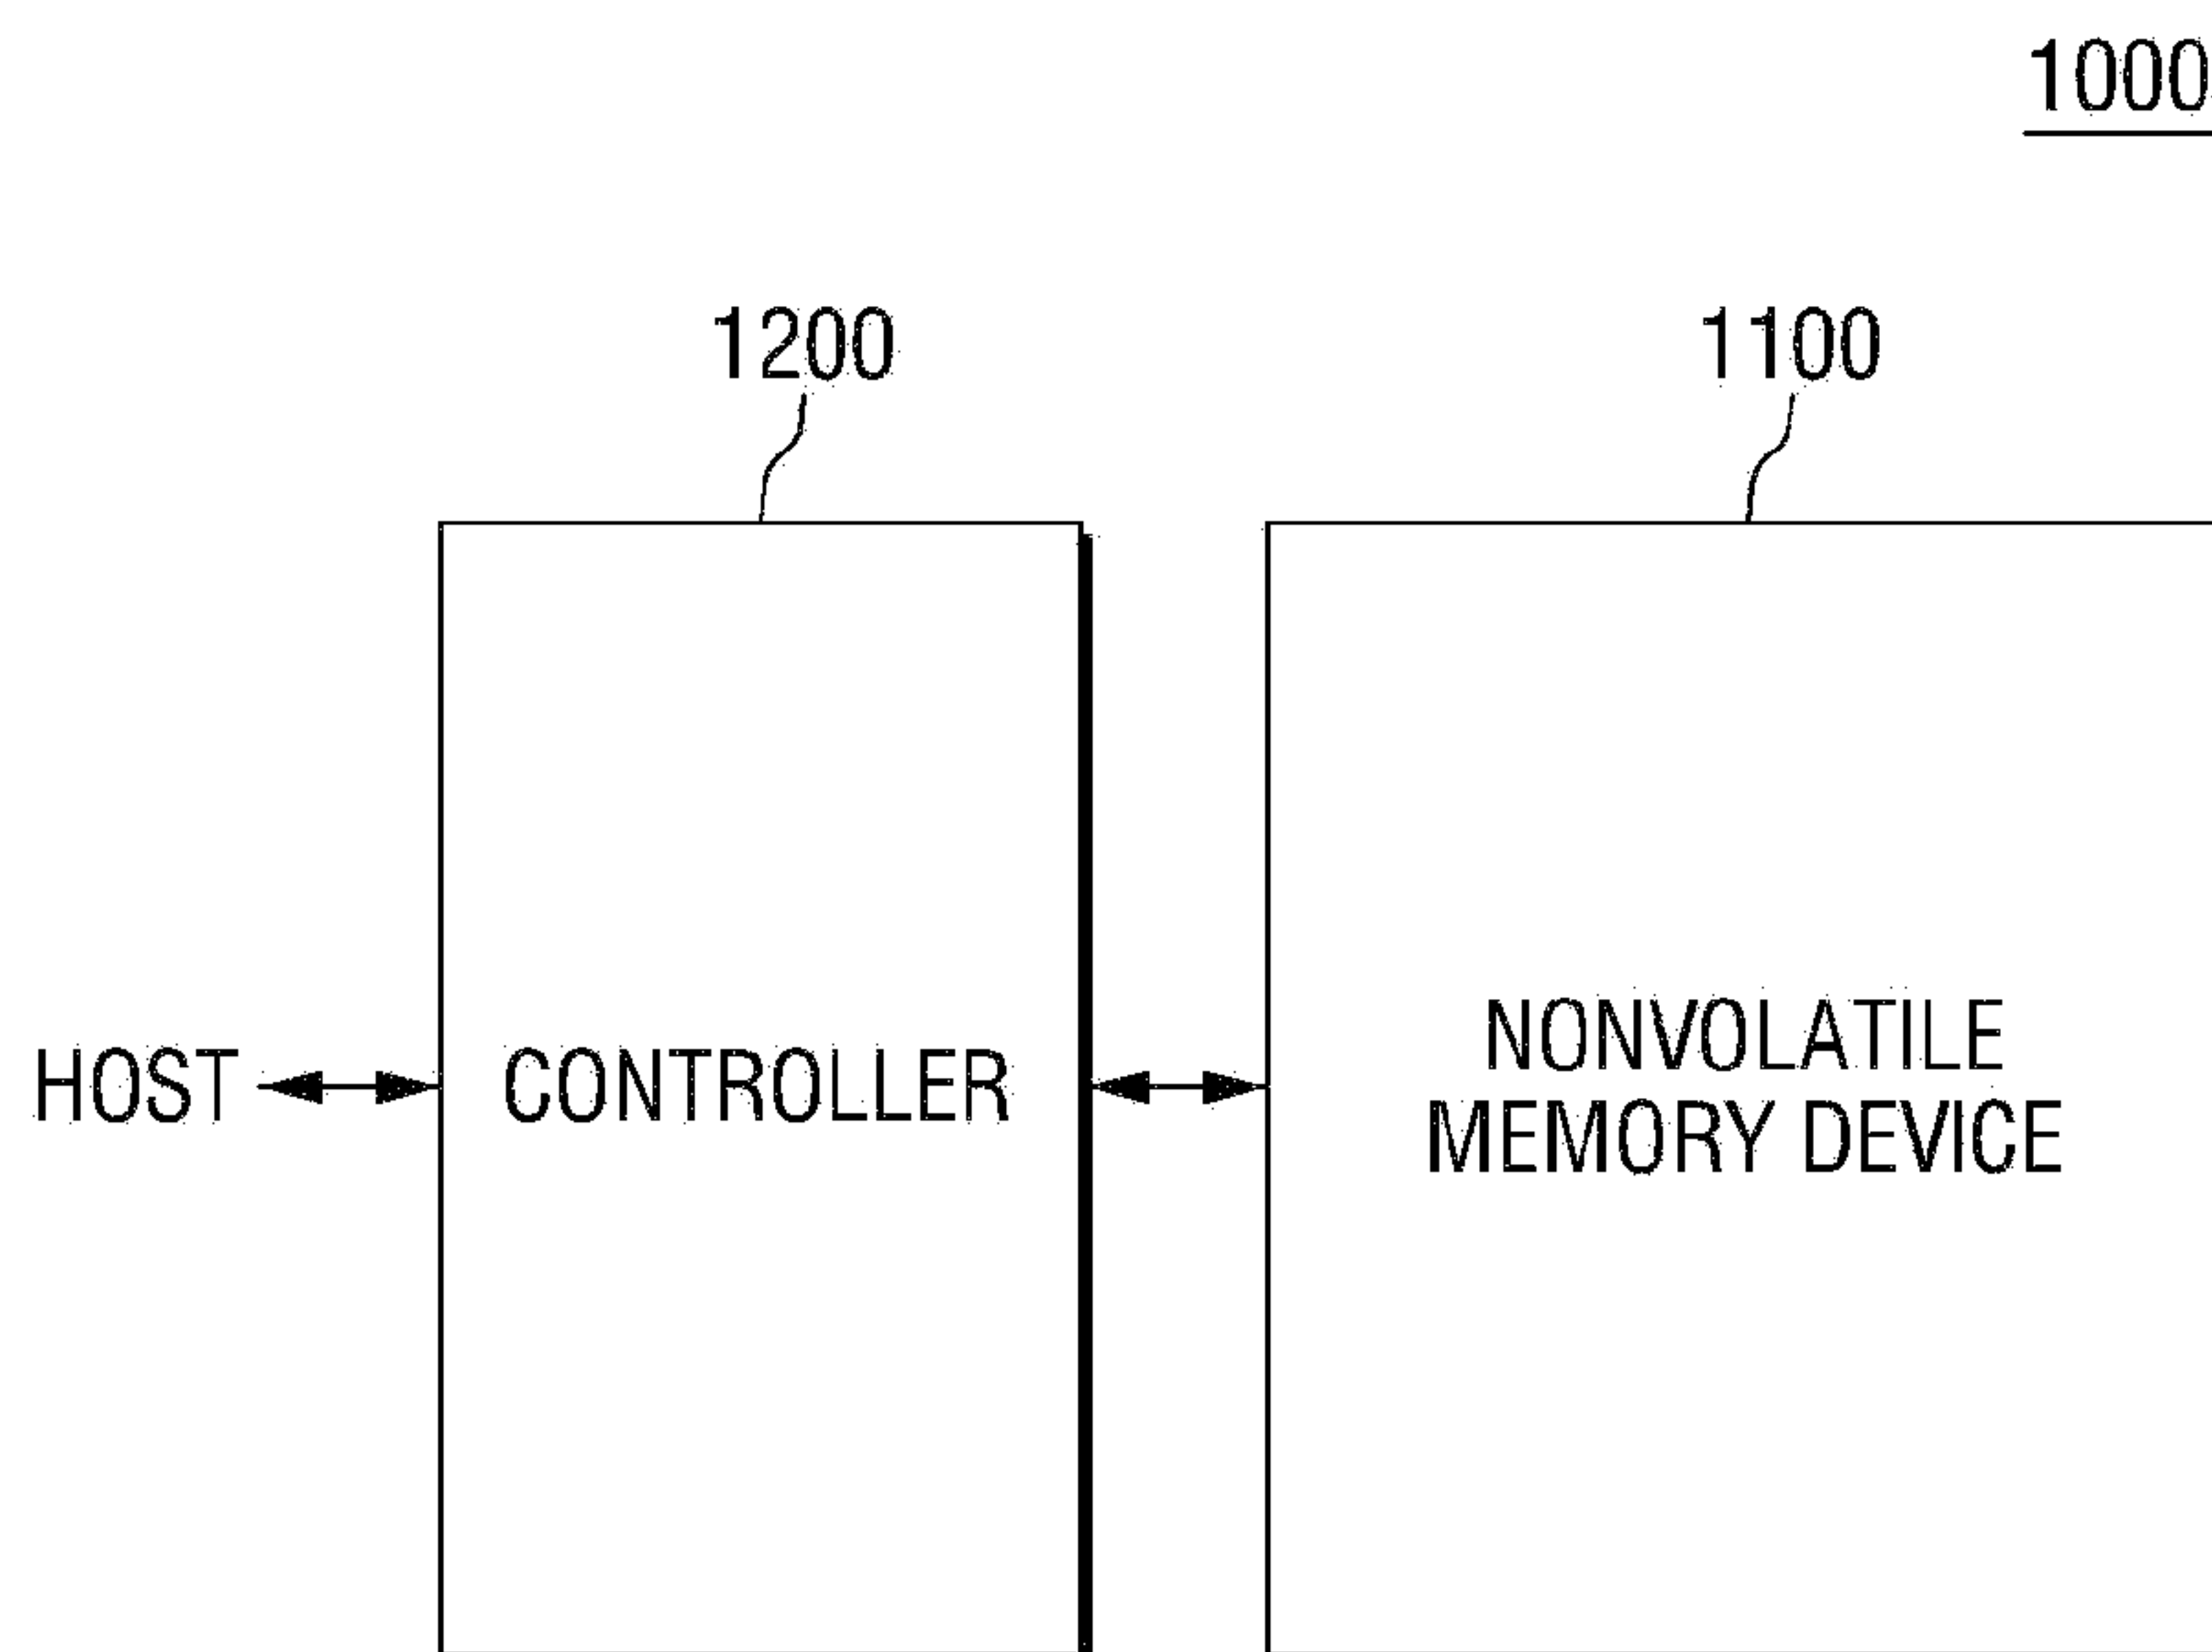 1000
1200
1100
HOST
CONTROLLER
NONVOLATILE
MEMORY DEVICE